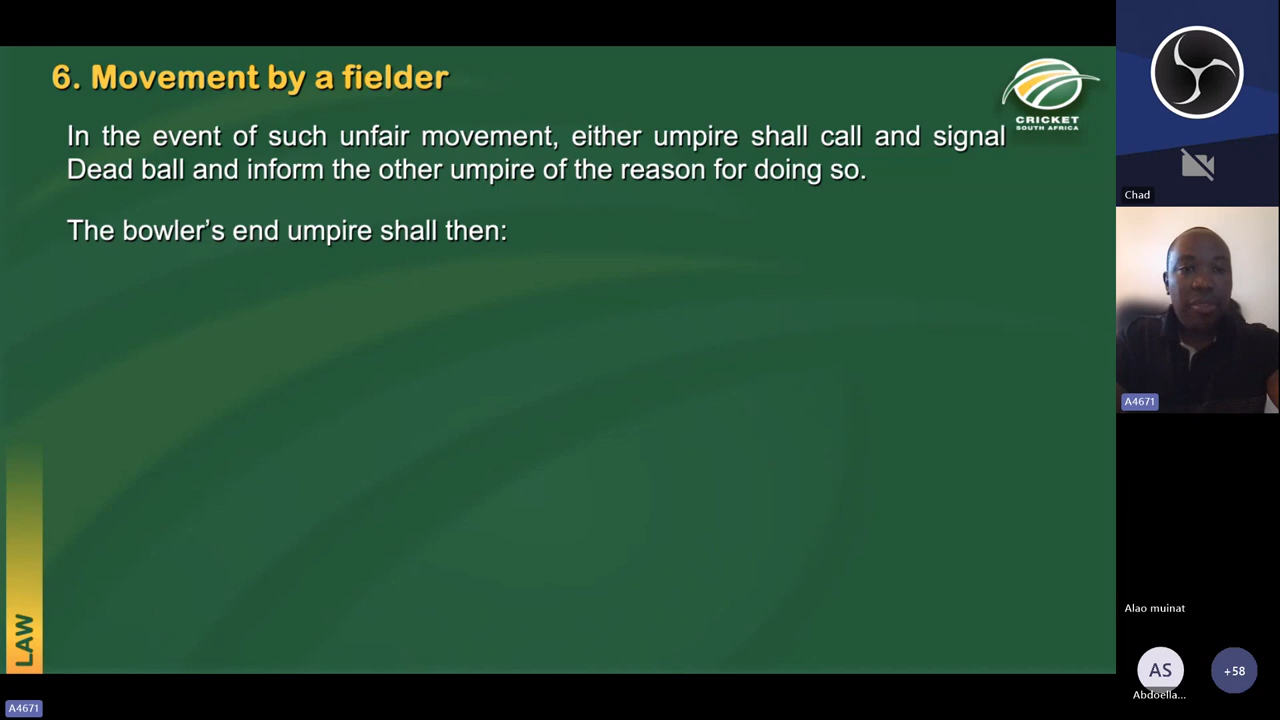 6. Movement by a fielder
CRICKET
SOUTH AFRICA
In the event of such unfair movement, either umpire shall call and signal
Dead ball and inform the other umpire of the reason for doing so.
The bowler’s end umpire shall then:
LAW
A4671
Chad
A4671
Alao muinat
AS
Abdoella...
+58